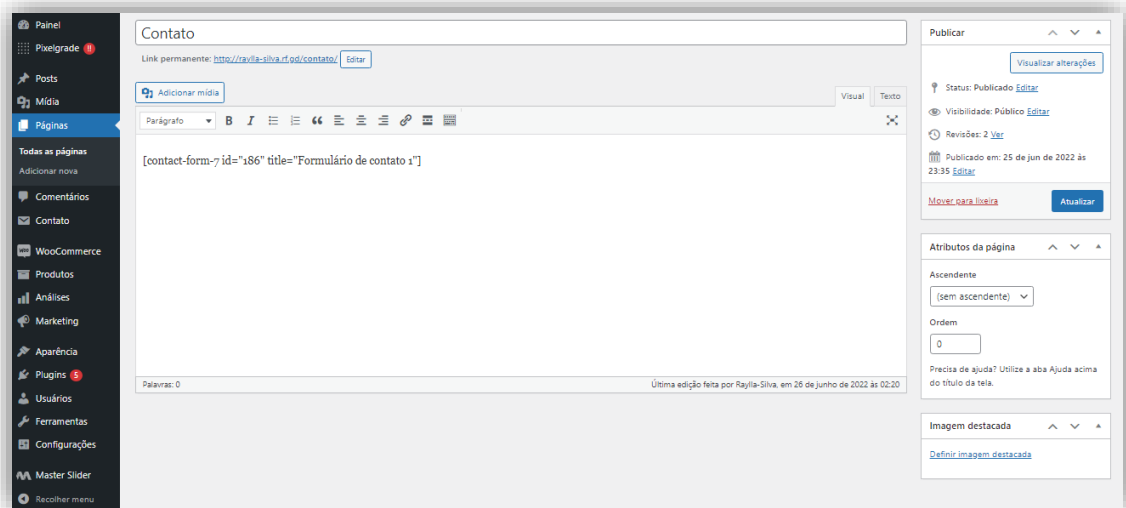 Painel
Pixelgrade !!
Posts
Mídia
Páginas
Todas as páginas
Adicionar nova
Comentários
Contato
WooCommerce
Produtos
Análises
Marketing
Aparência
Plugins 5
Usuários
Ferramentas
Configurações
Master Slider
Recolher menu
Contato
Link permanente: http://raylla-silva.rf.gd/contato/ Editar
Adicionar mídia
Visual Texto
Parágrafo B I
[contact-form-7 id="186" title="Formulário de contato 1"]
Palavras: 0
Última edição feita por Raylla-Silva, em 26 de junho de 2022 às 02:20
Publicar
Visualizar alterações
Status: Publicado Editar
Visibilidade: Público Editar
Revisões: 2 Ver
Publicado em: 25 de jun de 2022 às
23:35 Editar
Mover para lixeira
Atualizar
Atributos da página
Ascendente
(sem ascendente)
Ordem
0
Precisa de ajuda? Utilize a aba Ajuda acima
do título da tela.
Imagem destacada
Definir imagem destacada